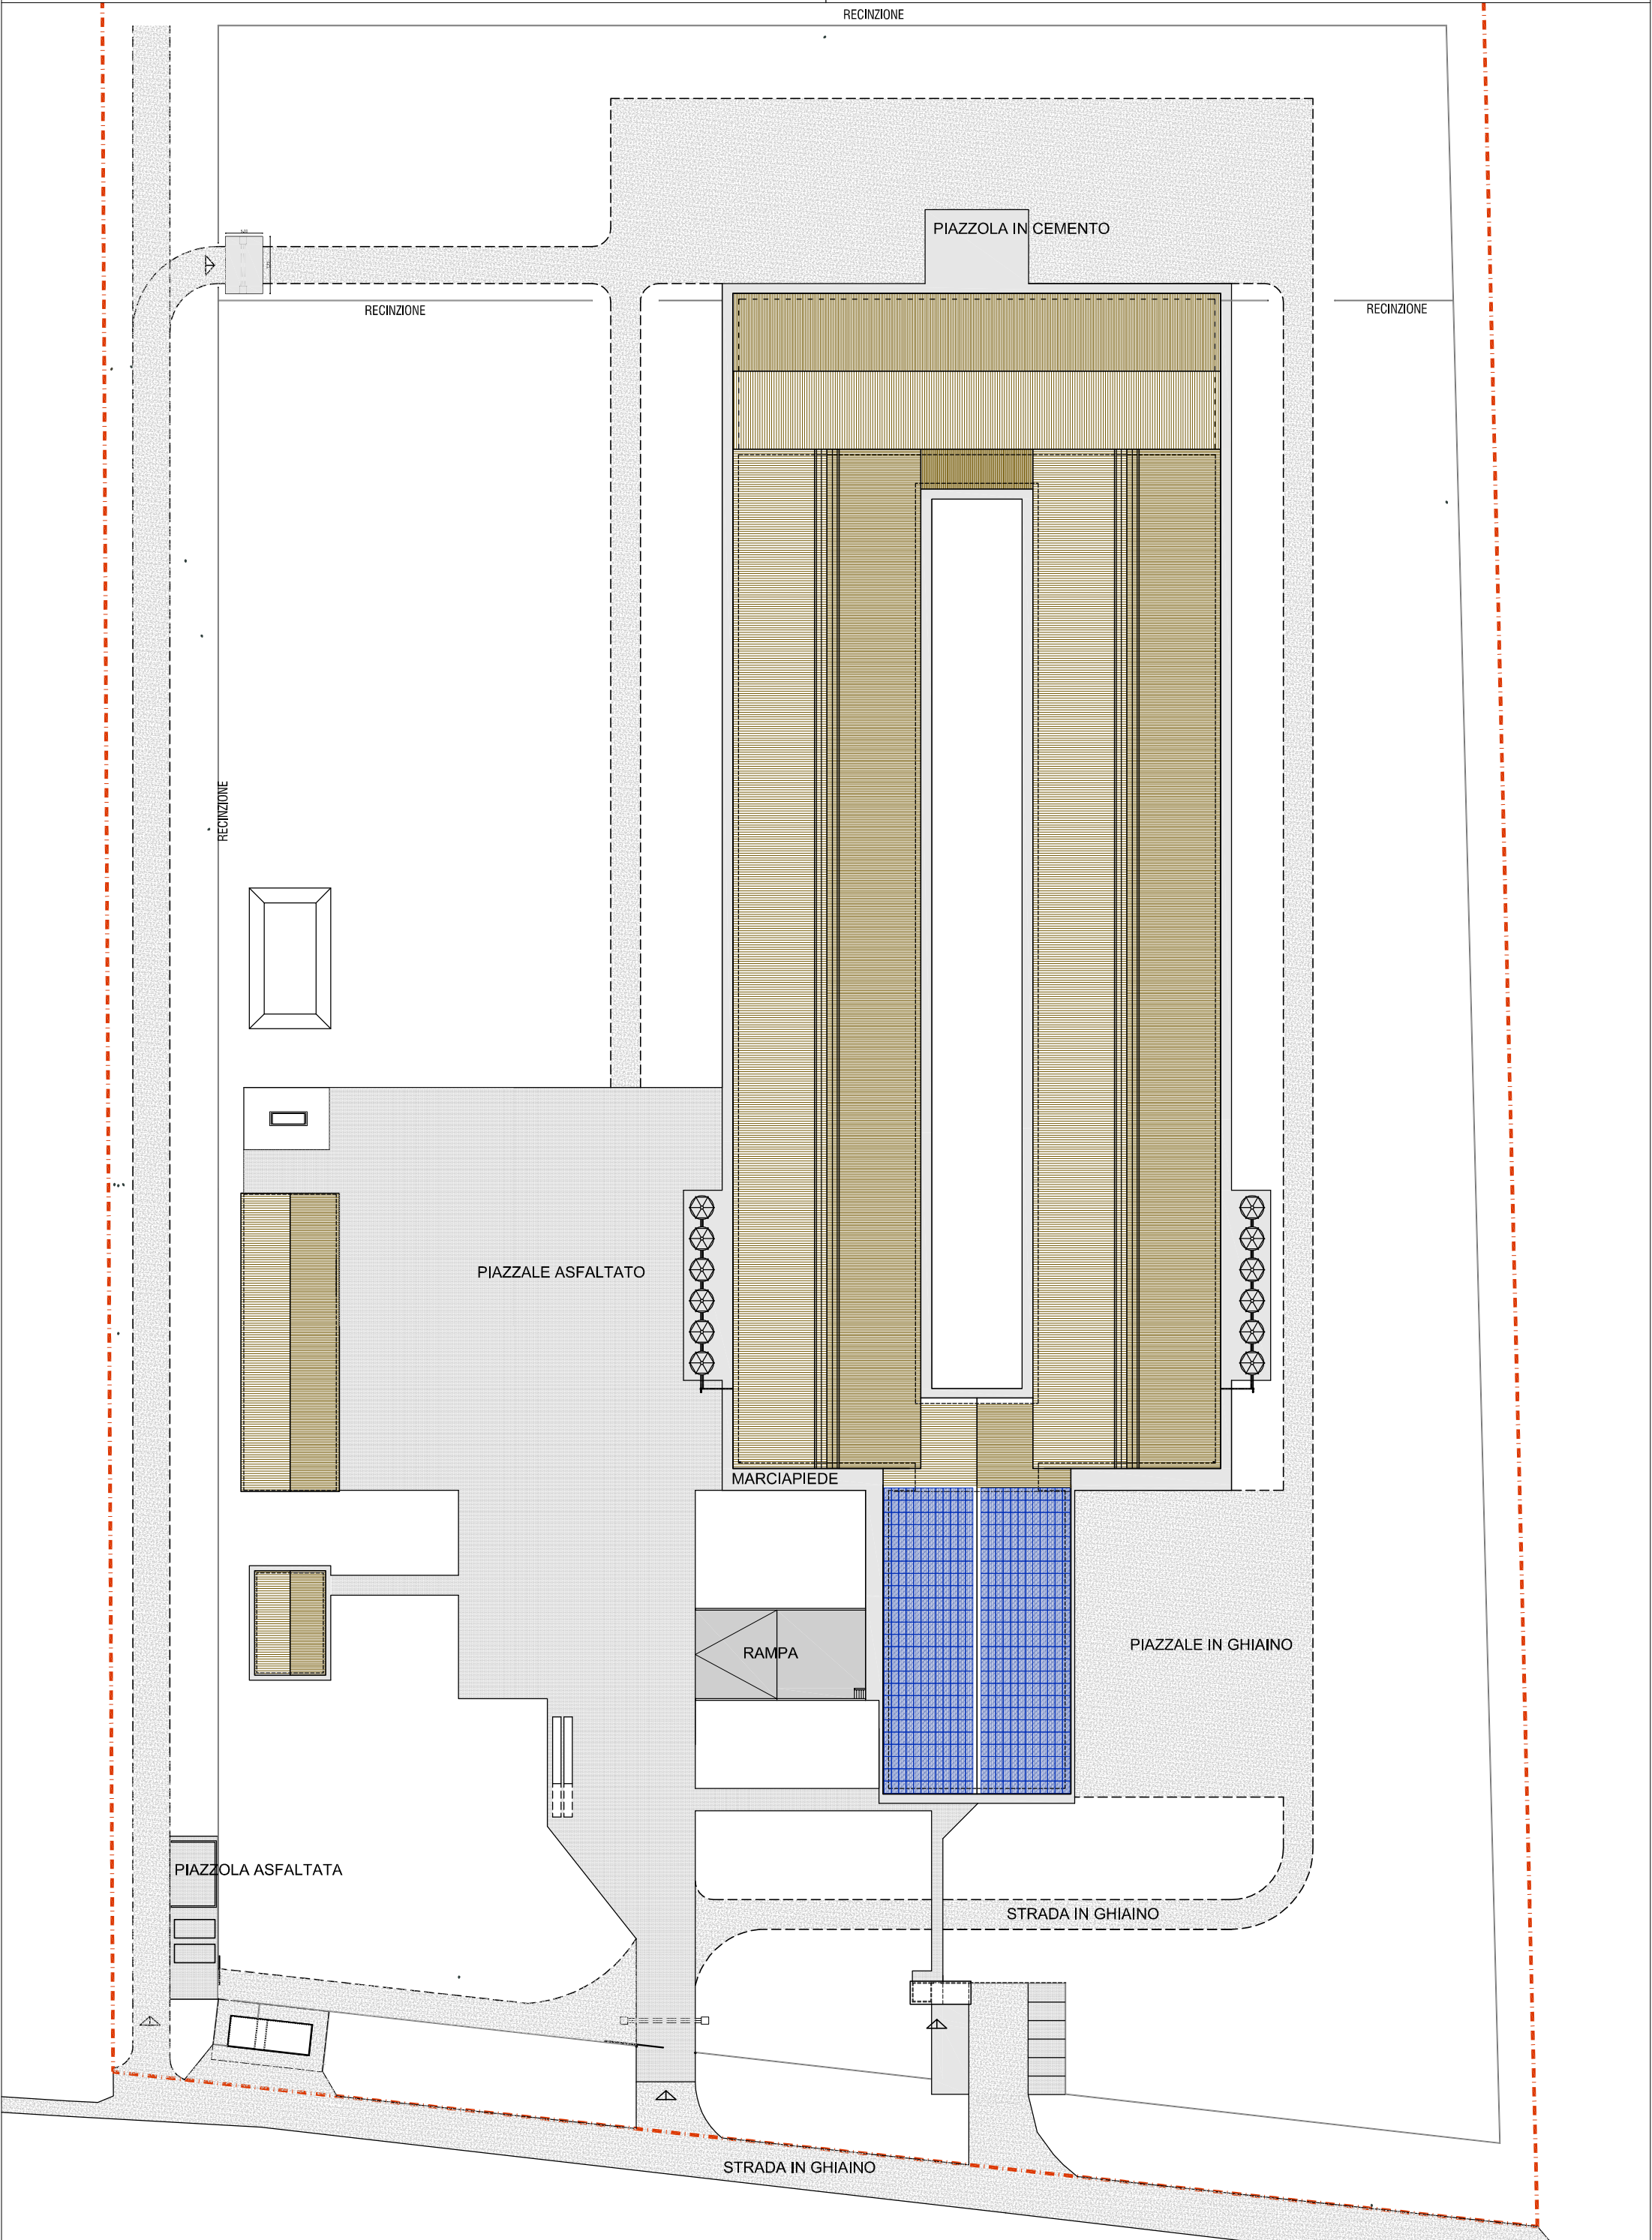 RECINZIONE
PIAZZOLA IN CEMENTO
RECINZIONE
RECINZIONE
RECINZIONE
PIAZZALE ASFALTATO
MARCIAPIEDE
PIAZZALE IN GHIAINO
RAMPA
PIAZZOLA ASFALTATA
STRADA IN GHIAINO
STRADA IN GHIAINO